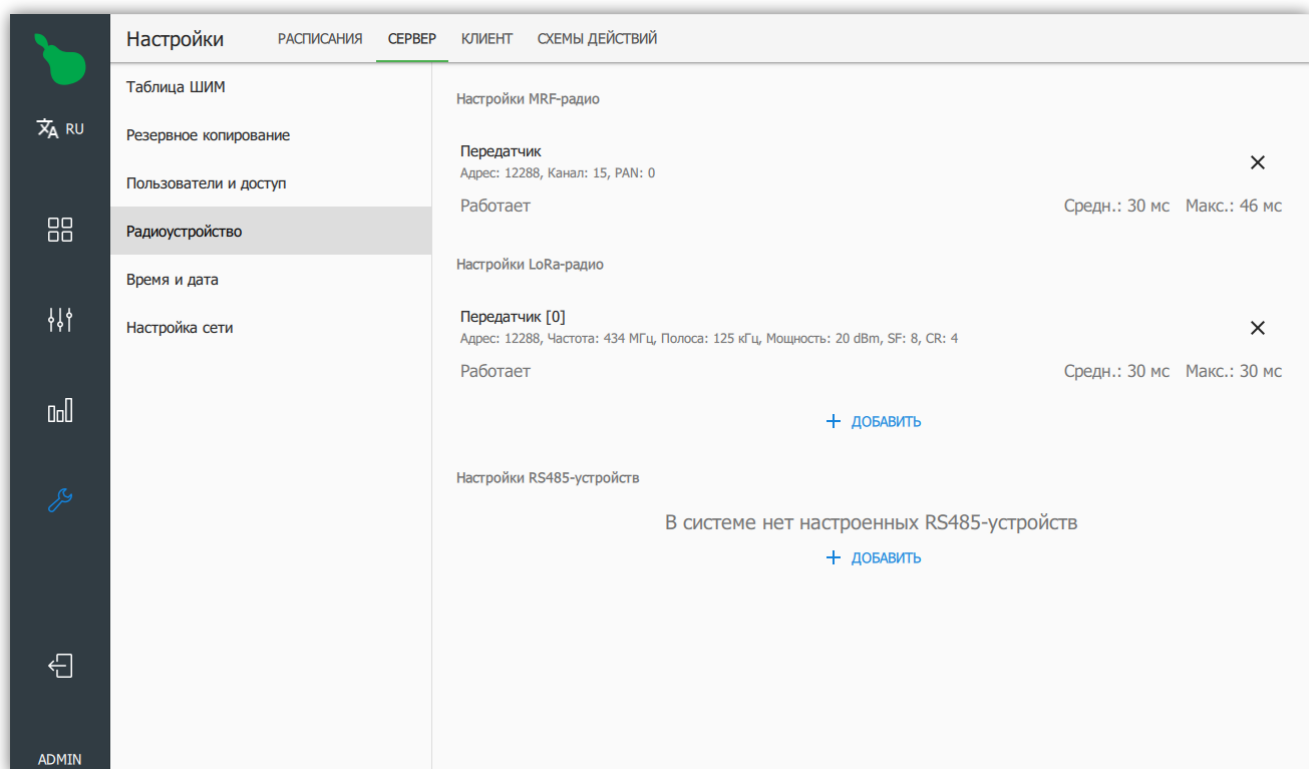 Настройки РАСПИСАНИЯ СЕРВЕР КЛИЕНТ СХЕМЫ ДЕЙСТВИЙ
RU
ADMIN
Таблица ШИМ
Резервное копирование
Пользователи и доступ
Радиоустройство
Время и дата
Настройка сети
Настройки MRF-радио
Передатчик
Адрес: 12288, Канал: 15, PAN: 0
Работает Средн.: 30 мс Макс.: 46 мс
Настройки LoRa-радио
Передатчик [0]
Адрес: 12288, Частота: 434 МГц, Полоса: 125 кГц, Мощность: 20 dBm, SF: 8, CR: 4
Работает Средн.: 30 мс Макс.: 30 мс
+ ДОБАВИТЬ
Настройки RS485-устройств
В системе нет настроенных RS485-устройств
+ ДОБАВИТЬ